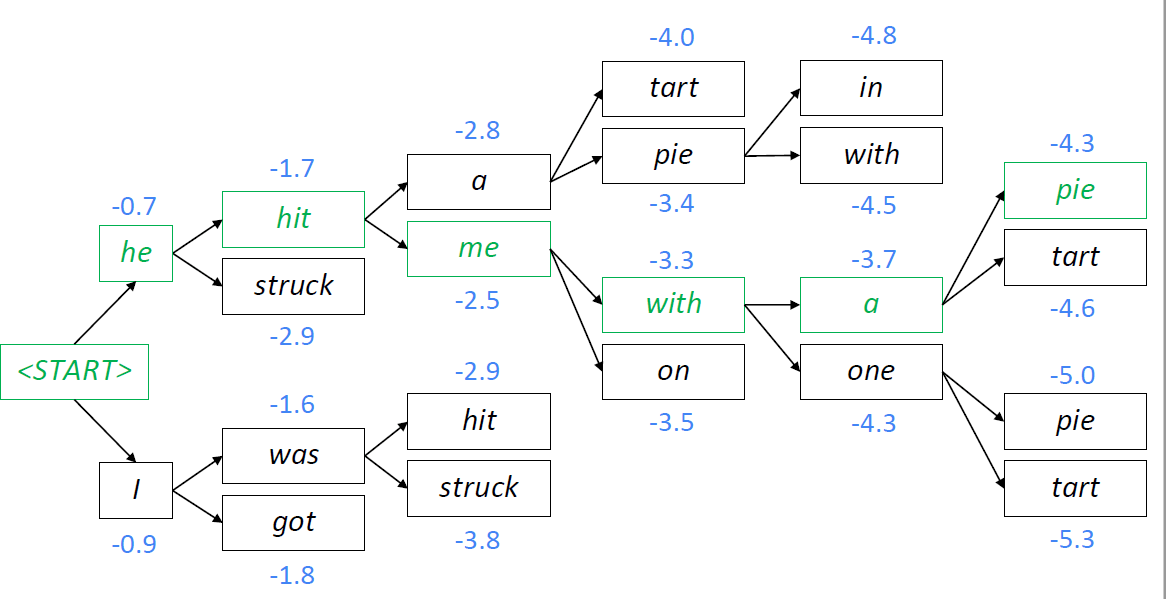 -4.0
-4.8
tart
in
-2.8
-4.3
-1.7
a
pie
with
pie
-0.7
hit
-3.4
-4.5
he
me
-3.3
-3.7
tart
struck
-2.5
with
a
-4.6
-2.9
<START>
-2.9
on
one
-5.0
-1.6
hit
-3.5
-4.3
pie
was
I
struck
tart
got
-0.9
-3.8
-5.3
-1.8